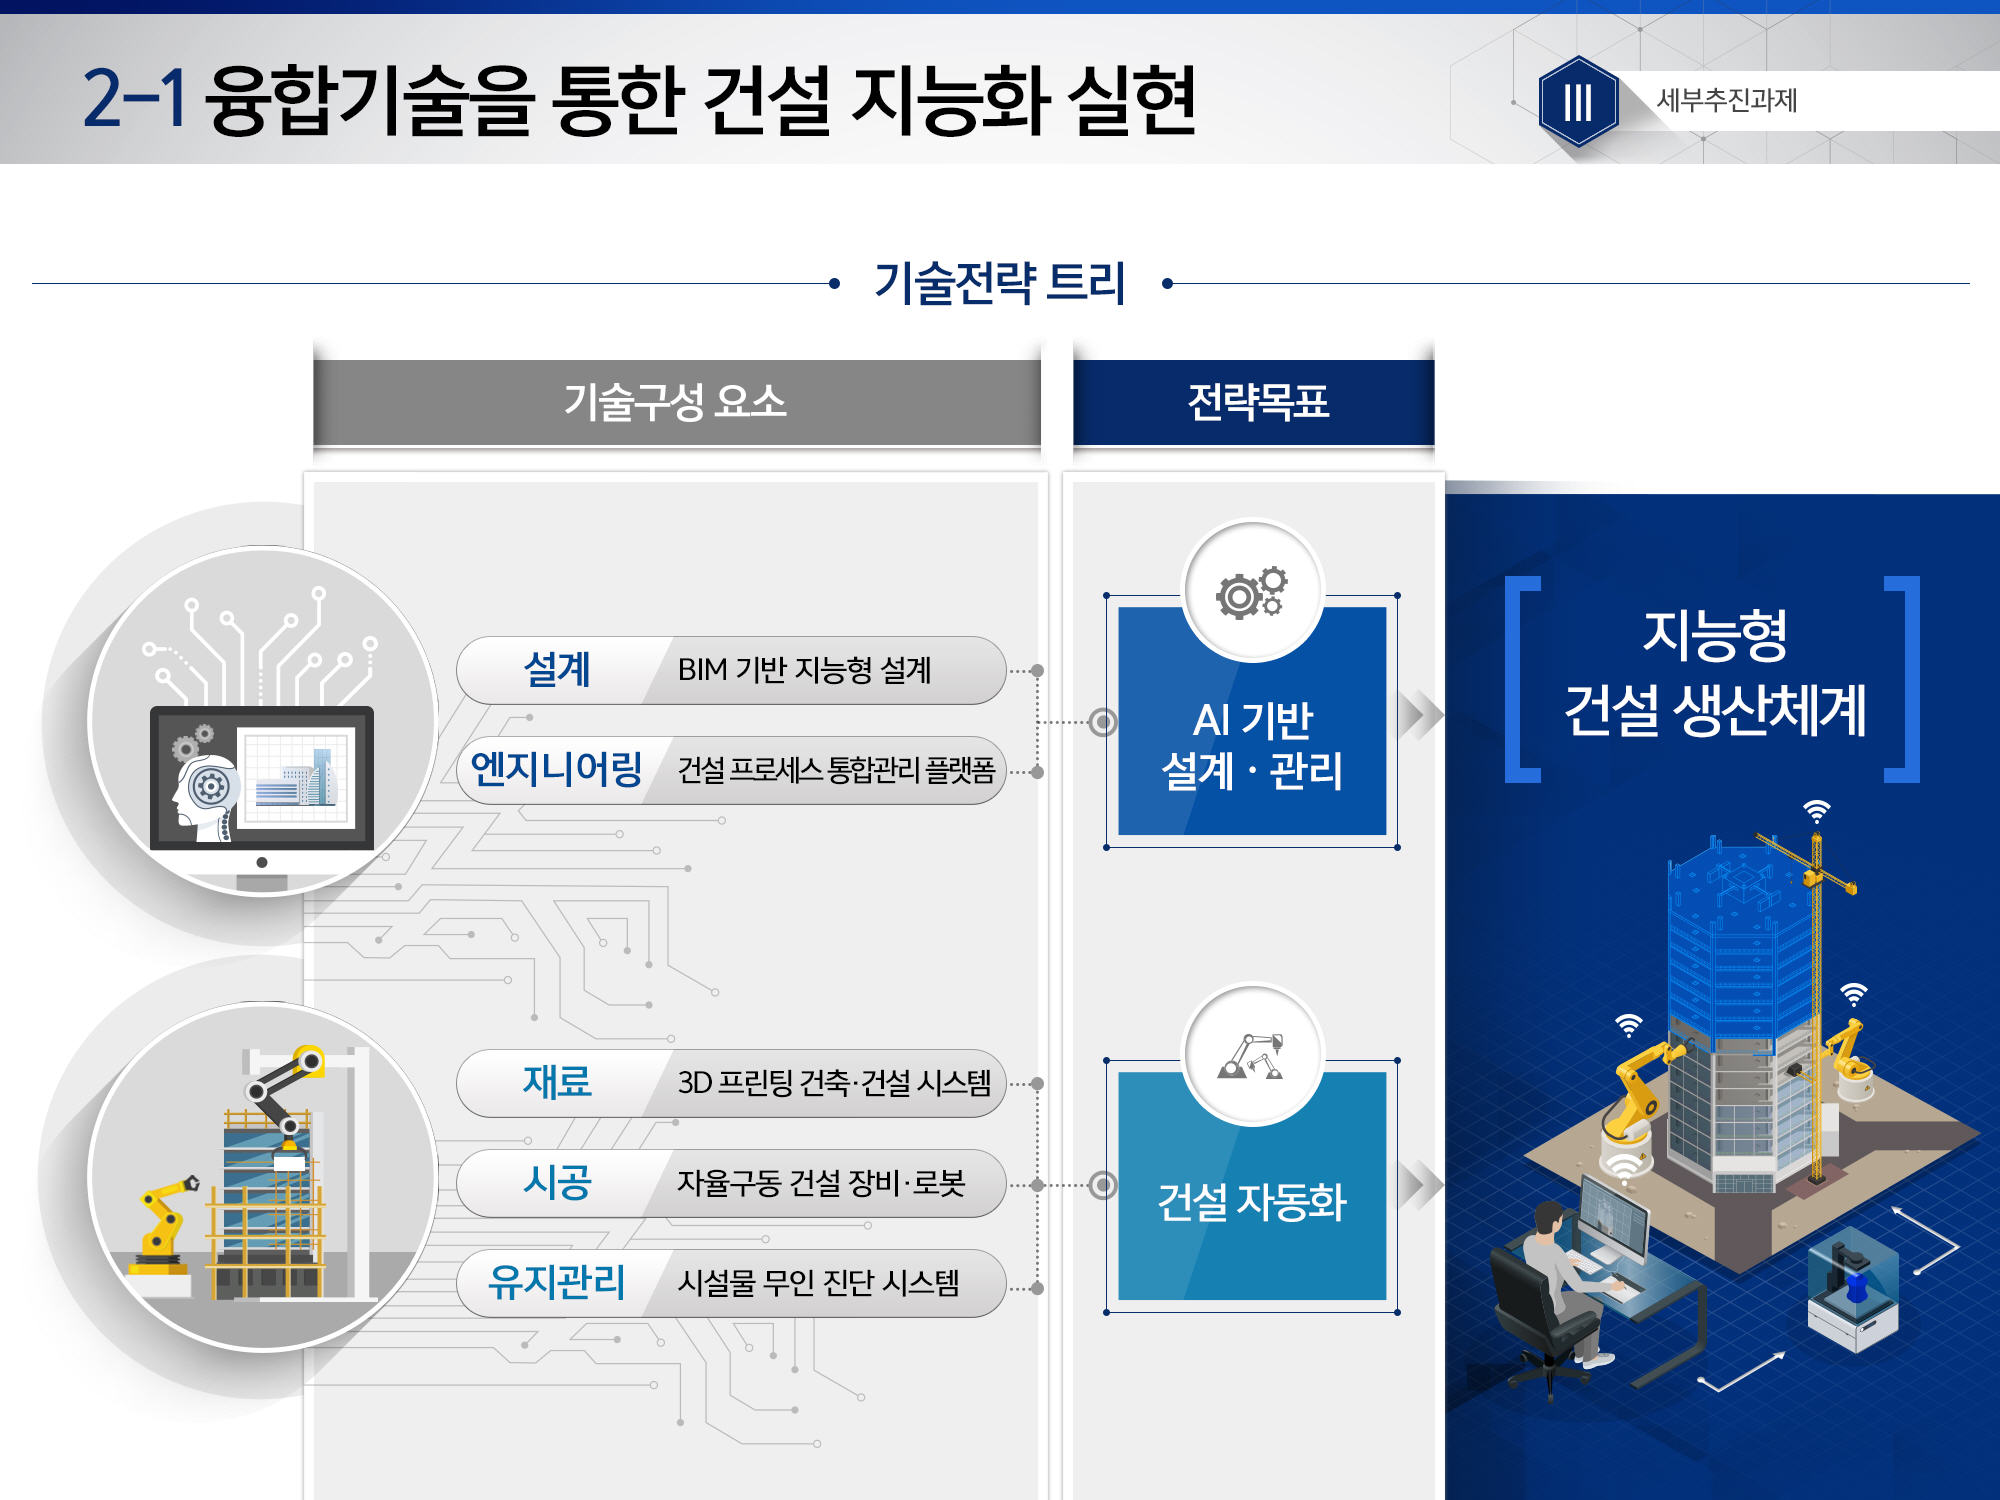 2-1 융합기술을 통한 건설 지능화 실현
III 세부추진과제
기술전략 트리
기술구성 요소
전략목표
설계 BIM 기반 지능형 설계
엔지니어링 건설 프로세스 통합관리 플랫폼
AI 기반
설계 · 관리
재료 3D 프린팅 건축·건설 시스템
시공 자율구동 건설 장비·로봇
유지관리 시설물 무인 진단 시스템
건설 자동화
지능형
건설 생산체계